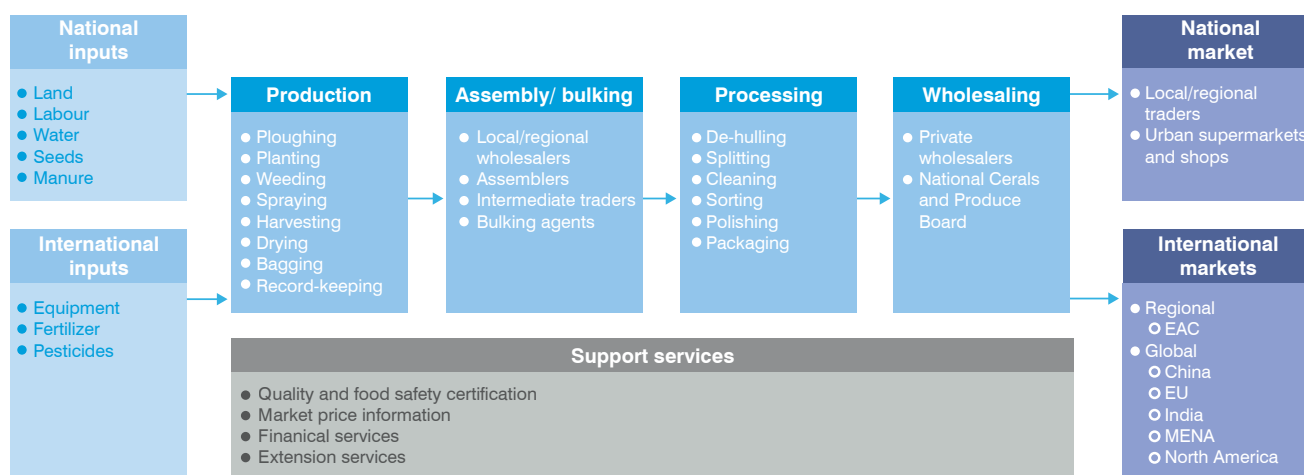 National
inputs
Land
Labour
Water
Seeds
Manure
International
inputs
Equipment
Fertilizer
Pesticides
Production
Ploughing
Planting
Weeding
Spraying
Harvesting
Drying
Bagging
Record-keeping
Assembly/ bulking
Local/regional
wholesalers
Assemblers
Intermediate traders
Bulking agents
Processing
De-hulling
Splitting
Cleaning
Sorting
Polishing
Packaging
Wholesaling
Private
wholesalers
National Cerals
and Produce
Board
National
market
Local/regional
traders
Urban supermarkets
and shops
International
markets
Regional
EAC
Global
China
EU
India
MENA
North America
Support services
Quality and food safety certification
Market price information
Finanical services
Extension services